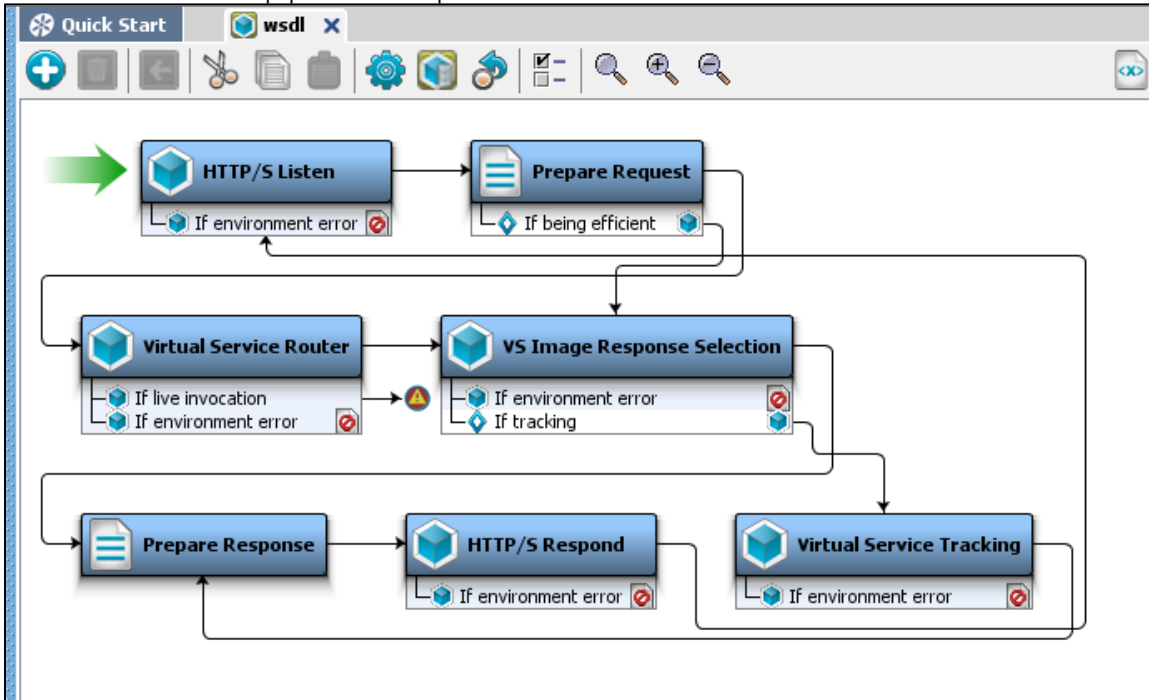 Quick Start
wsdl
HTTP/S Listen
If environment error
Prepare Request
If being efficient
Virtual Service Router
If live invocation
If environment error
VS Image Response Selection
If environment error
If tracking
Prepare Response
HTTP/S Respond
If environment error
Virtual Service Tracking
If environment error